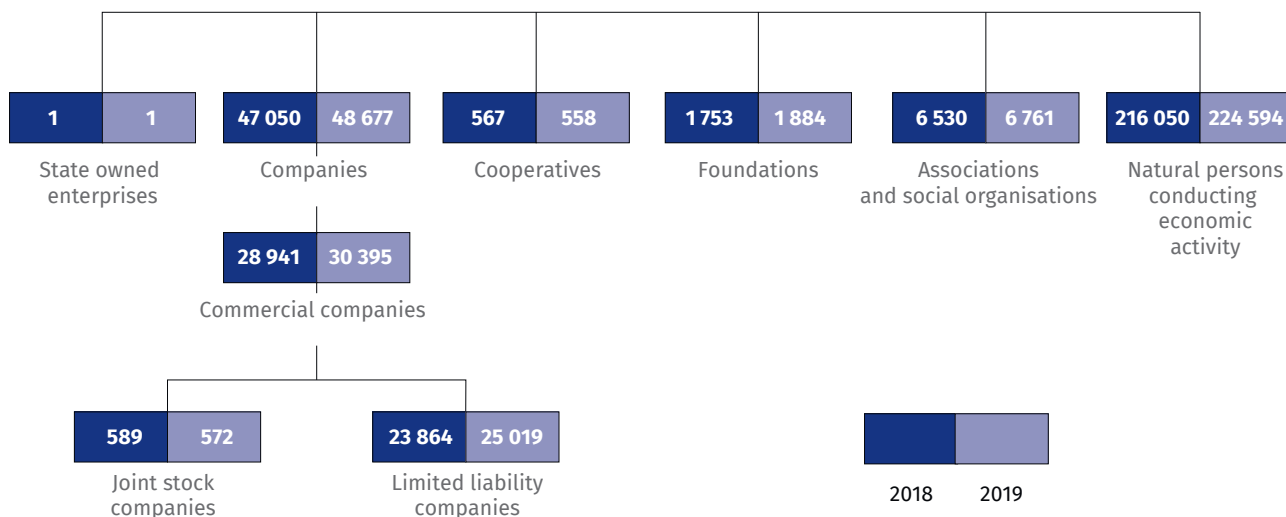 1 1 47 050 48 677 567 558 1 753 1 884 6 530 6 761 216 050 224 594
State owned
enterprises
Companies
Cooperatives
Foundations
Associations
and social organisations
Natural persons
conducting
economic
activity
28 941 30 395
Commercial companies
589 572 23 864 25 019
Joint stock
companies
Limited liability
companies
2018 2019